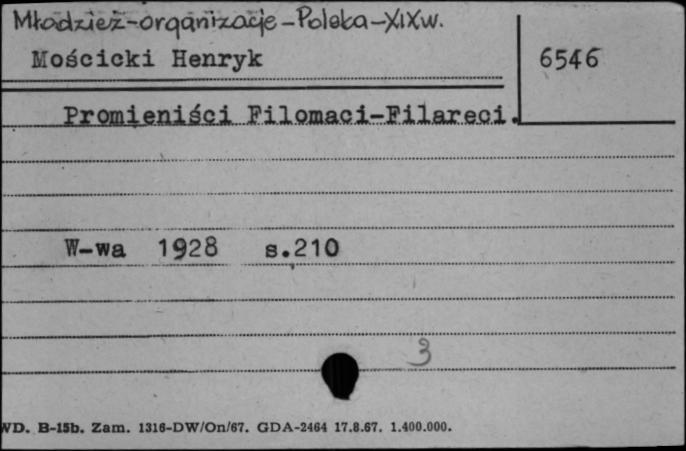 Młodzież-organizacje-Polska-XIXw.
Mościcki Henryk
6546
Promieniści Filomaci-Filareci.
W-wa 1928 s.210
3
WD. B-15b. Zam. 1316-DW/On/67. GDA-2464 17.8.67. 1.400.000.